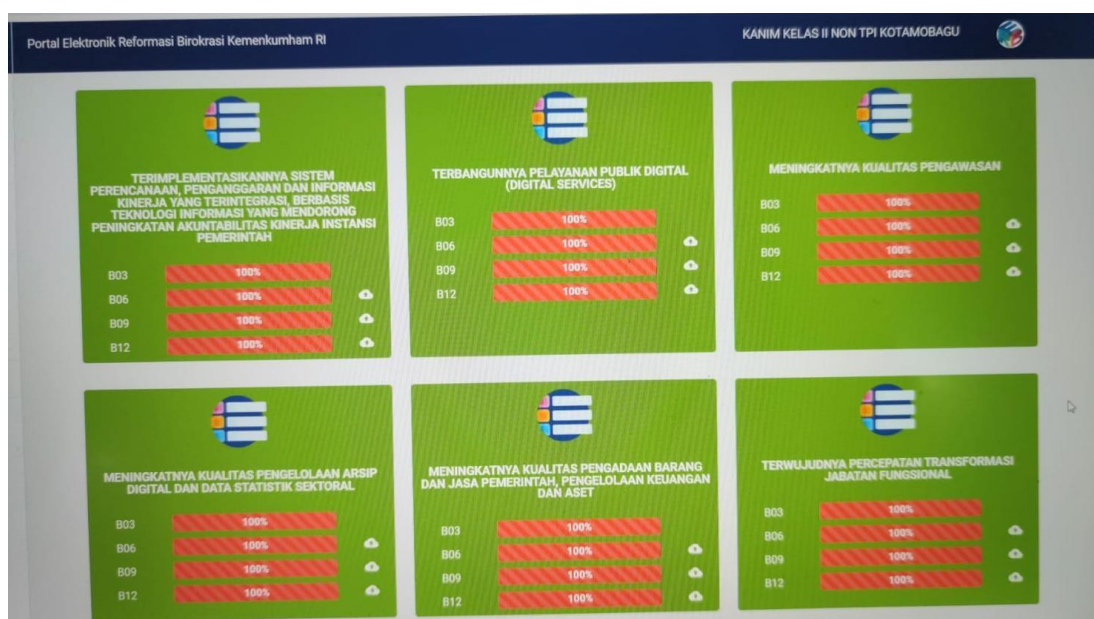 Portal Elektronik Reformasi Birokrasi Kemenkumham RI
KANIM KELAS II NON TPI KOTAMOBAGU
TERIMPLEMENTASIKANNYA SISTEM
PERENCANAAN, PENGANGGARAN DAN INFORMASI
KINERJA YANG TERINTEGRASI, BERBASIS
TEKNOLOGI INFORMASI YANG MENDORONG
PENINGKATAN AKUNTABILITAS KINERJA INSTANSI
PEMERINTAH
B03 100%
B06 100%
B09 100%
B12 100%
TERBANGUNNYA PELAYANAN PUBLIK DIGITAL
(DIGITAL SERVICES)
B03 100%
B06 100%
B09 100%
B12 100%
MENINGKATNYA KUALITAS PENGAWASAN
B03 100%
B06 100%
B09 100%
B12 100%
MENINGKATNYA KUALITAS PENGELOLAAN ARSIP
DIGITAL DAN DATA STATISTIK SEKTORAL
B03 100%
B06 100%
B09 100%
B12 100%
MENINGKATNYA KUALITAS PENGADAAN BARANG
DAN JASA PEMERINTAH, PENGELOLAAN KEUANGAN
DAN ASET
B03 100%
B06 100%
B09 100%
B12 100%
TERWUJUDNYA PERCEPATAN TRANSFORMASI
JABATAN FUNGSIONAL
B03 100%
B06 100%
B09 100%
B12 100%